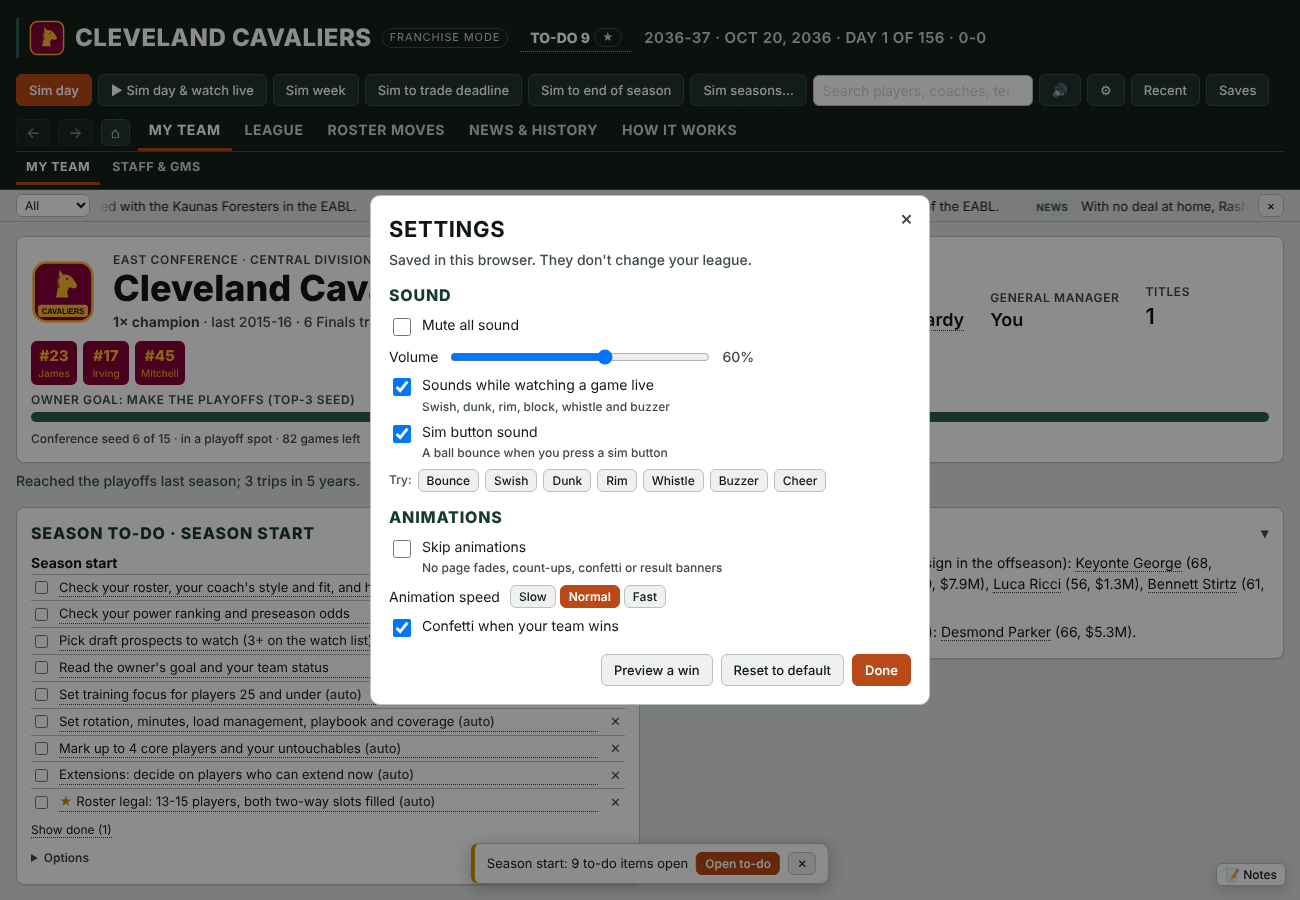 CLEVELAND CAVALIERS FRANCHISE MODE TO-DO 9 ★ 2036-37 · OCT 20, 2036 · DAY 1 OF 156 · 0-0
Sim day ▶ Sim day & watch live Sim week Sim to trade deadline Sim to end of season Sim seasons... Search players, coaches, tea 🔊 ⚙ Recent Saves
← → ⌂ MY TEAM LEAGUE ROSTER MOVES NEWS & HISTORY HOW IT WORKS
MY TEAM STAFF & GMS
All ed with the Kaunas Foresters in the EABL. f the EABL. NEWS With no deal at home, Rash ×
SETTINGS ×
Saved in this browser. They don't change your league.
SOUND
Mute all sound
Volume 60%
Sounds while watching a game live
Swish, dunk, rim, block, whistle and buzzer
Sim button sound
A ball bounce when you press a sim button
Try: Bounce Swish Dunk Rim Whistle Buzzer Cheer
ANIMATIONS
Skip animations
No page fades, count-ups, confetti or result banners
Animation speed Slow Normal Fast
Confetti when your team wins
Preview a win Reset to default Done
CAVALIERS
EAST CONFERENCE · CENTRAL DIVISION
Cleveland Cav
1× champion · last 2015-16 · 6 Finals tr
ardy
GENERAL MANAGER
You
TITLES
1
#23 James
#17 Irving
#45 Mitchell
OWNER GOAL: MAKE THE PLAYOFFS (TOP-3 SEED)
Conference seed 6 of 15 · in a playoff spot · 82 games left
Reached the playoffs last season; 3 trips in 5 years.
SEASON TO-DO · SEASON START
Season start
Check your roster, your coach's style and fit, and h
Check your power ranking and preseason odds
Pick draft prospects to watch (3+ on the watch list)
Read the owner's goal and your team status
Set training focus for players 25 and under (auto)
Set rotation, minutes, load management, playbook and coverage (auto) ×
Mark up to 4 core players and your untouchables (auto) ×
Extensions: decide on players who can extend now (auto) ×
★ Roster legal: 13-15 players, both two-way slots filled (auto) ×
Show done (1)
▶ Options
▼
ign in the offseason): Keyonte George (68,
, $7.9M), Luca Ricci (56, $1.3M), Bennett Stirtz (61,
): Desmond Parker (66, $5.3M).
Season start: 9 to-do items open Open to-do ×
📝 Notes